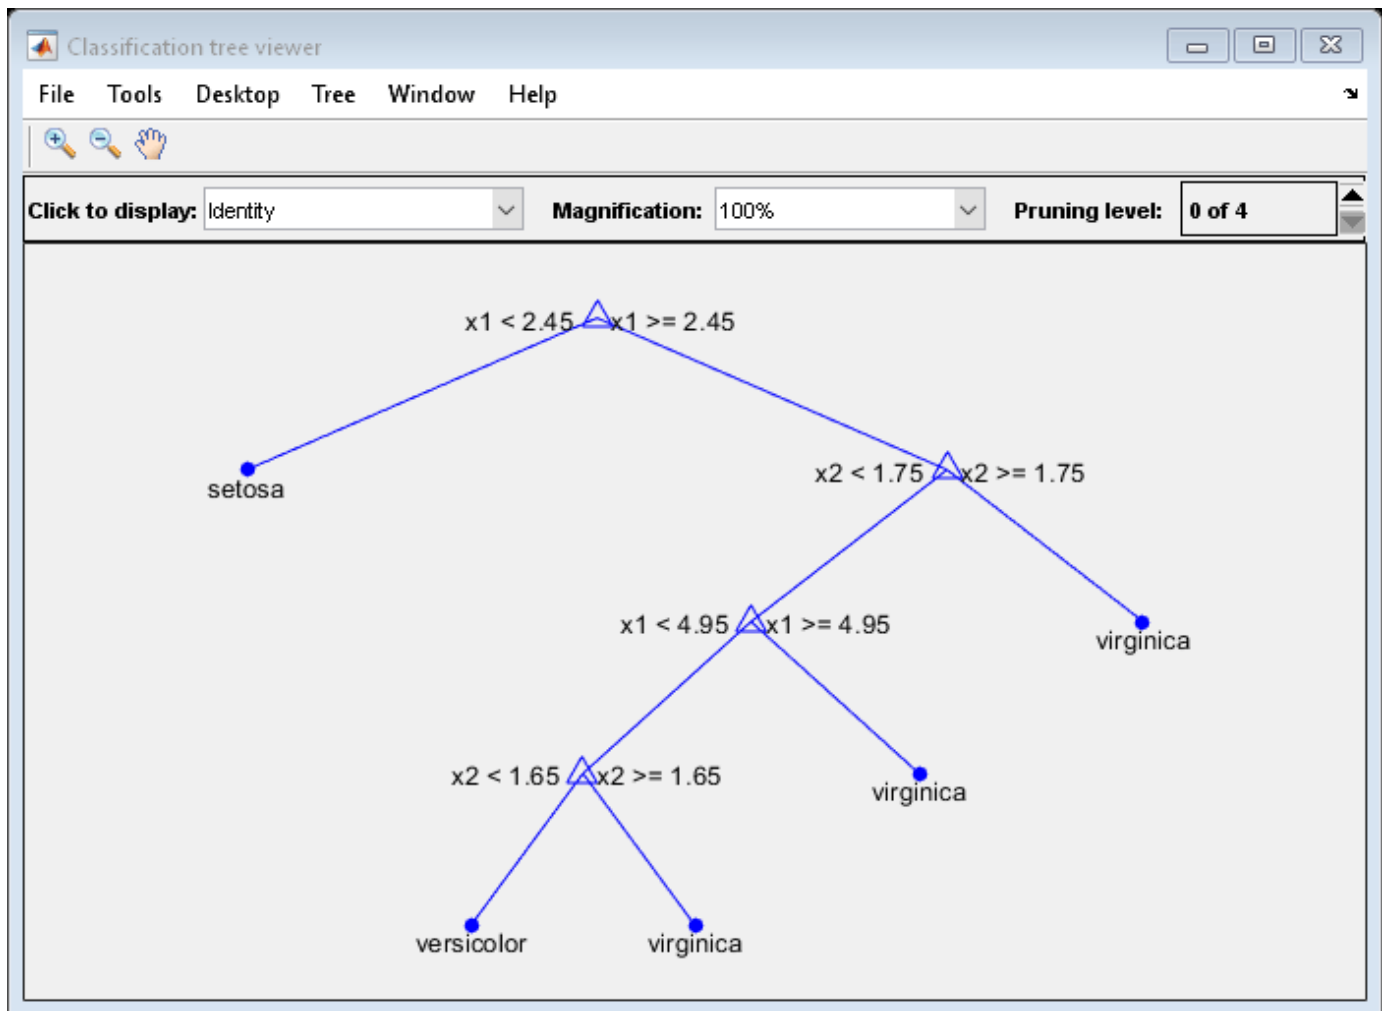 Classification tree viewer
File Tools Desktop Tree Window Help
Click to display: Identity Magnification: 100% Pruning level: 0 of 4
x1 < 2.45 x1 >= 2.45
setosa
x2 < 1.75 x2 >= 1.75
x1 < 4.95 x1 >= 4.95
virginica
x2 < 1.65 x2 >= 1.65
virginica
versicolor virginica